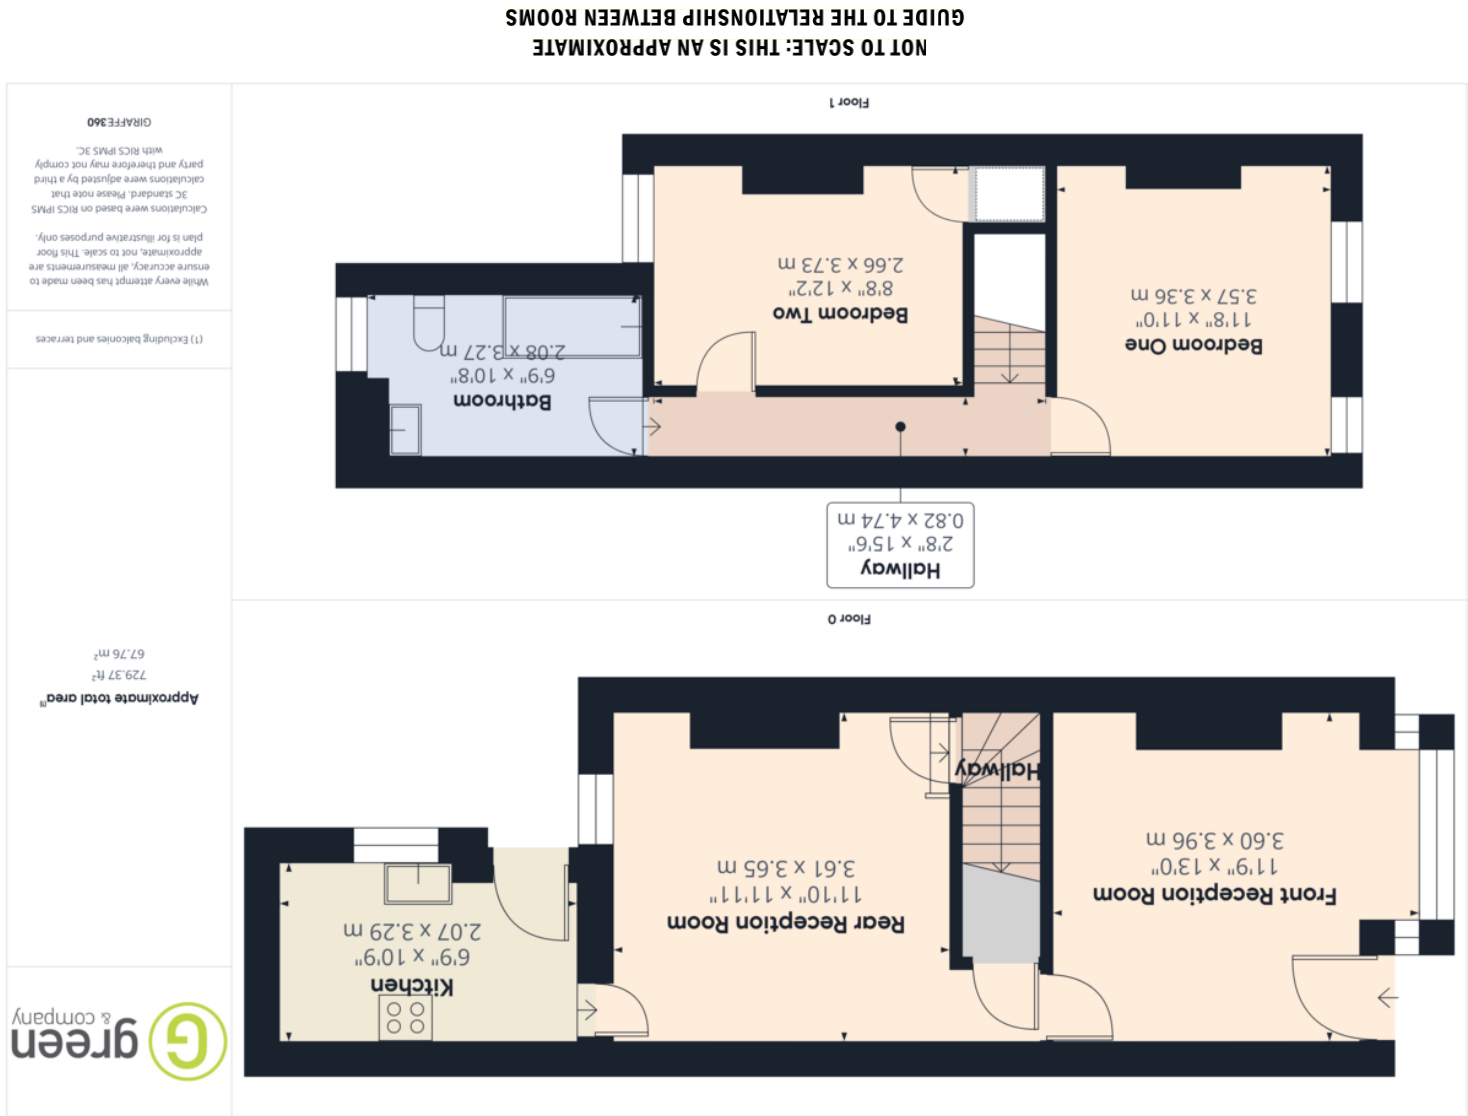 green
& company
Front Reception Room
11'9" x 13'0"
3.60 x 3.96 m
Hallway
Rear Reception Room
11'10" x 11'11"
3.61 x 3.65 m
Kitchen
6'9" x 10'9"
2.07 x 3.29 m
Floor 0
Approximate total area(1)
729.37 ft²
67.76 m²
Hallway
2'8" x 15'6"
0.82 x 4.74 m
Bedroom One
11'8" x 11'0"
3.57 x 3.36 m
Bedroom Two
8'8" x 12'2"
2.66 x 3.73 m
Bathroom
6'9" x 10'8"
2.08 x 3.27 m
Floor 1
(1) Excluding balconies and terraces
While every attempt has been made to
ensure accuracy, all measurements are
approximate, not to scale. This floor
plan is for illustrative purposes only.
Calculations were based on RICS IPMS
3C standard. Please note that
calculations were adjusted by a third
party and therefore may not comply
with RICS IPMS 3C.
GIRAFFE360
NOT TO SCALE: THIS IS AN APPROXIMATE
GUIDE TO THE RELATIONSHIP BETWEEN ROOMS